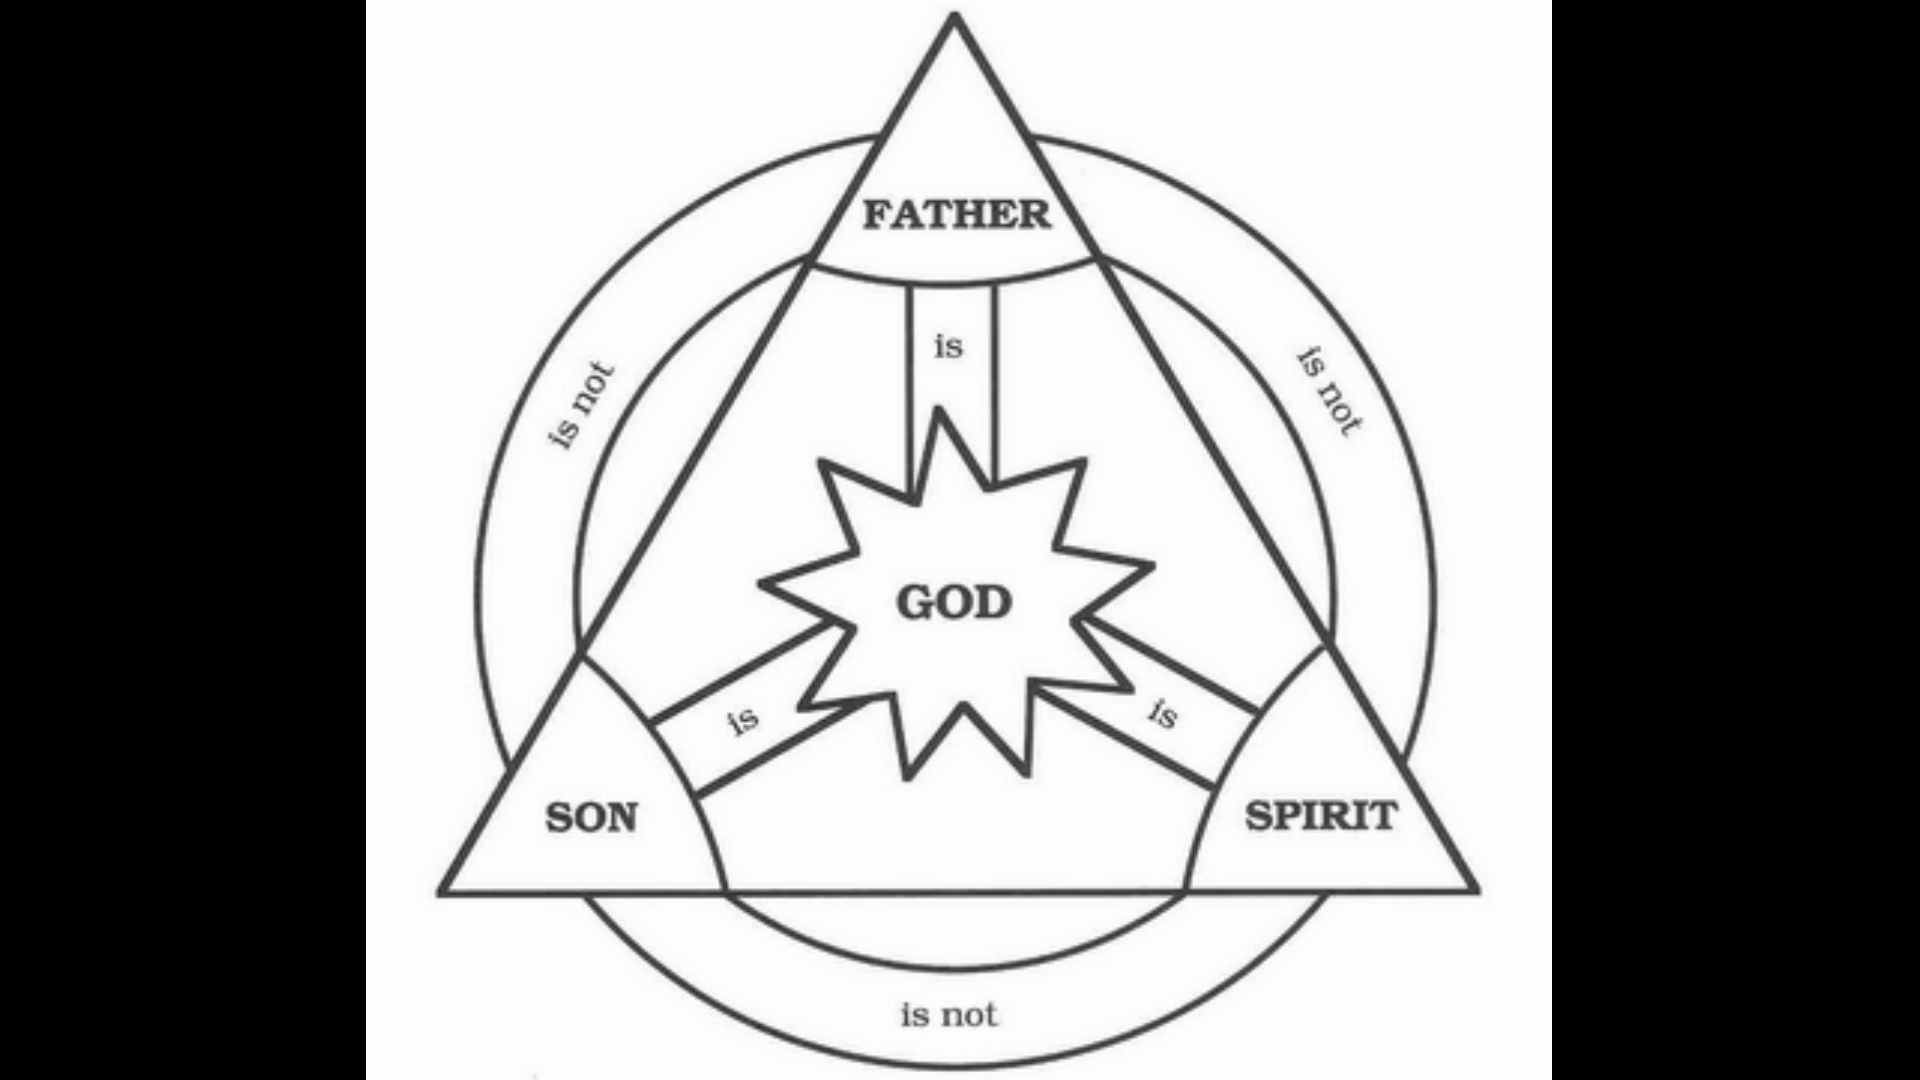 FATHER
is
is not
is not
GOD
is
is
SON
SPIRIT
is not